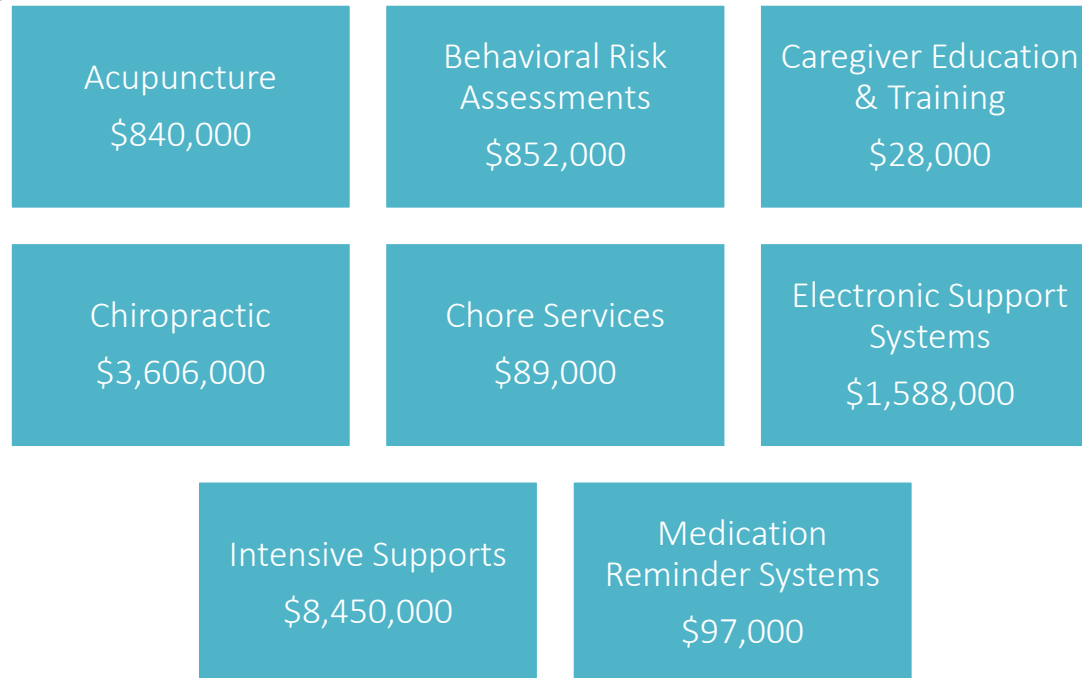 Acupuncture
$840,000
Behavioral Risk
Assessments
$852,000
Caregiver Education
& Training
$28,000
Chiropractic
$3,606,000
Chore Services
$89,000
Electronic Support
Systems
$1,588,000
Intensive Supports
$8,450,000
Medication
Reminder Systems
$97,000